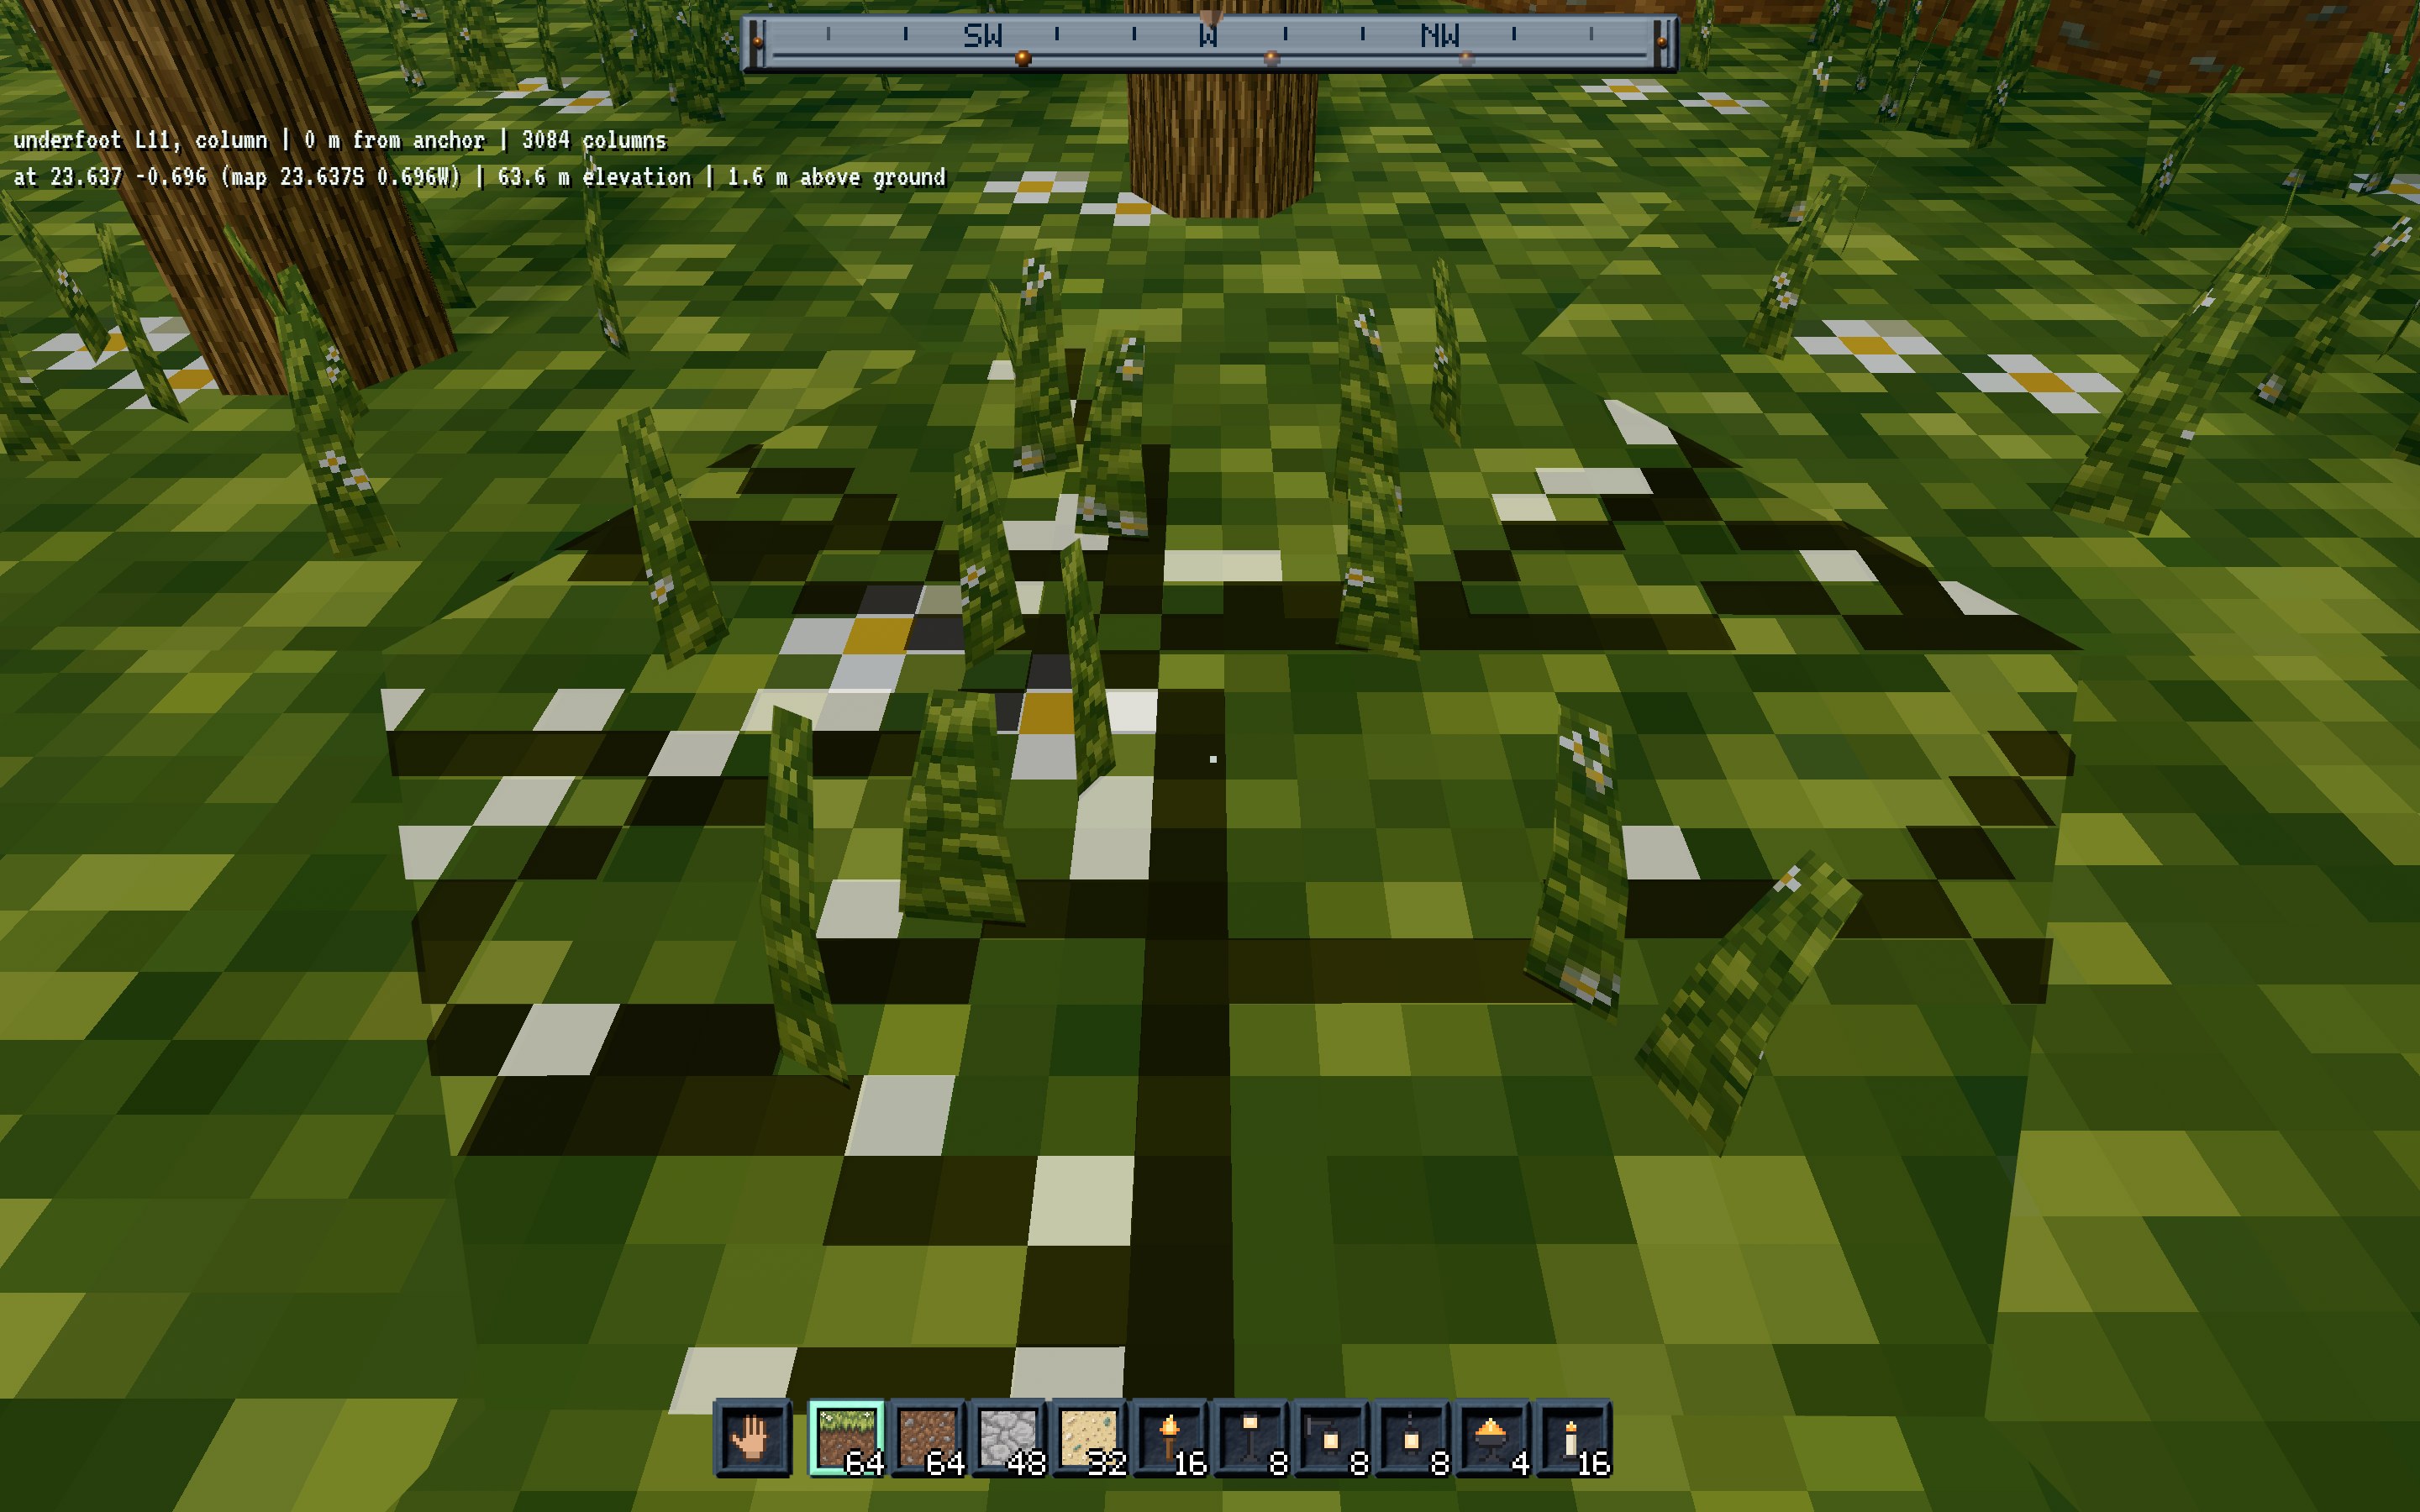 SW W NW
underfoot L11, column | 0 m from anchor | 3084 columns
at 23.637 -0.696 (map 23.637S 0.696W) | 63.6 m elevation | 1.6 m above ground
64 64 48 32 16 8 8 8 4 16